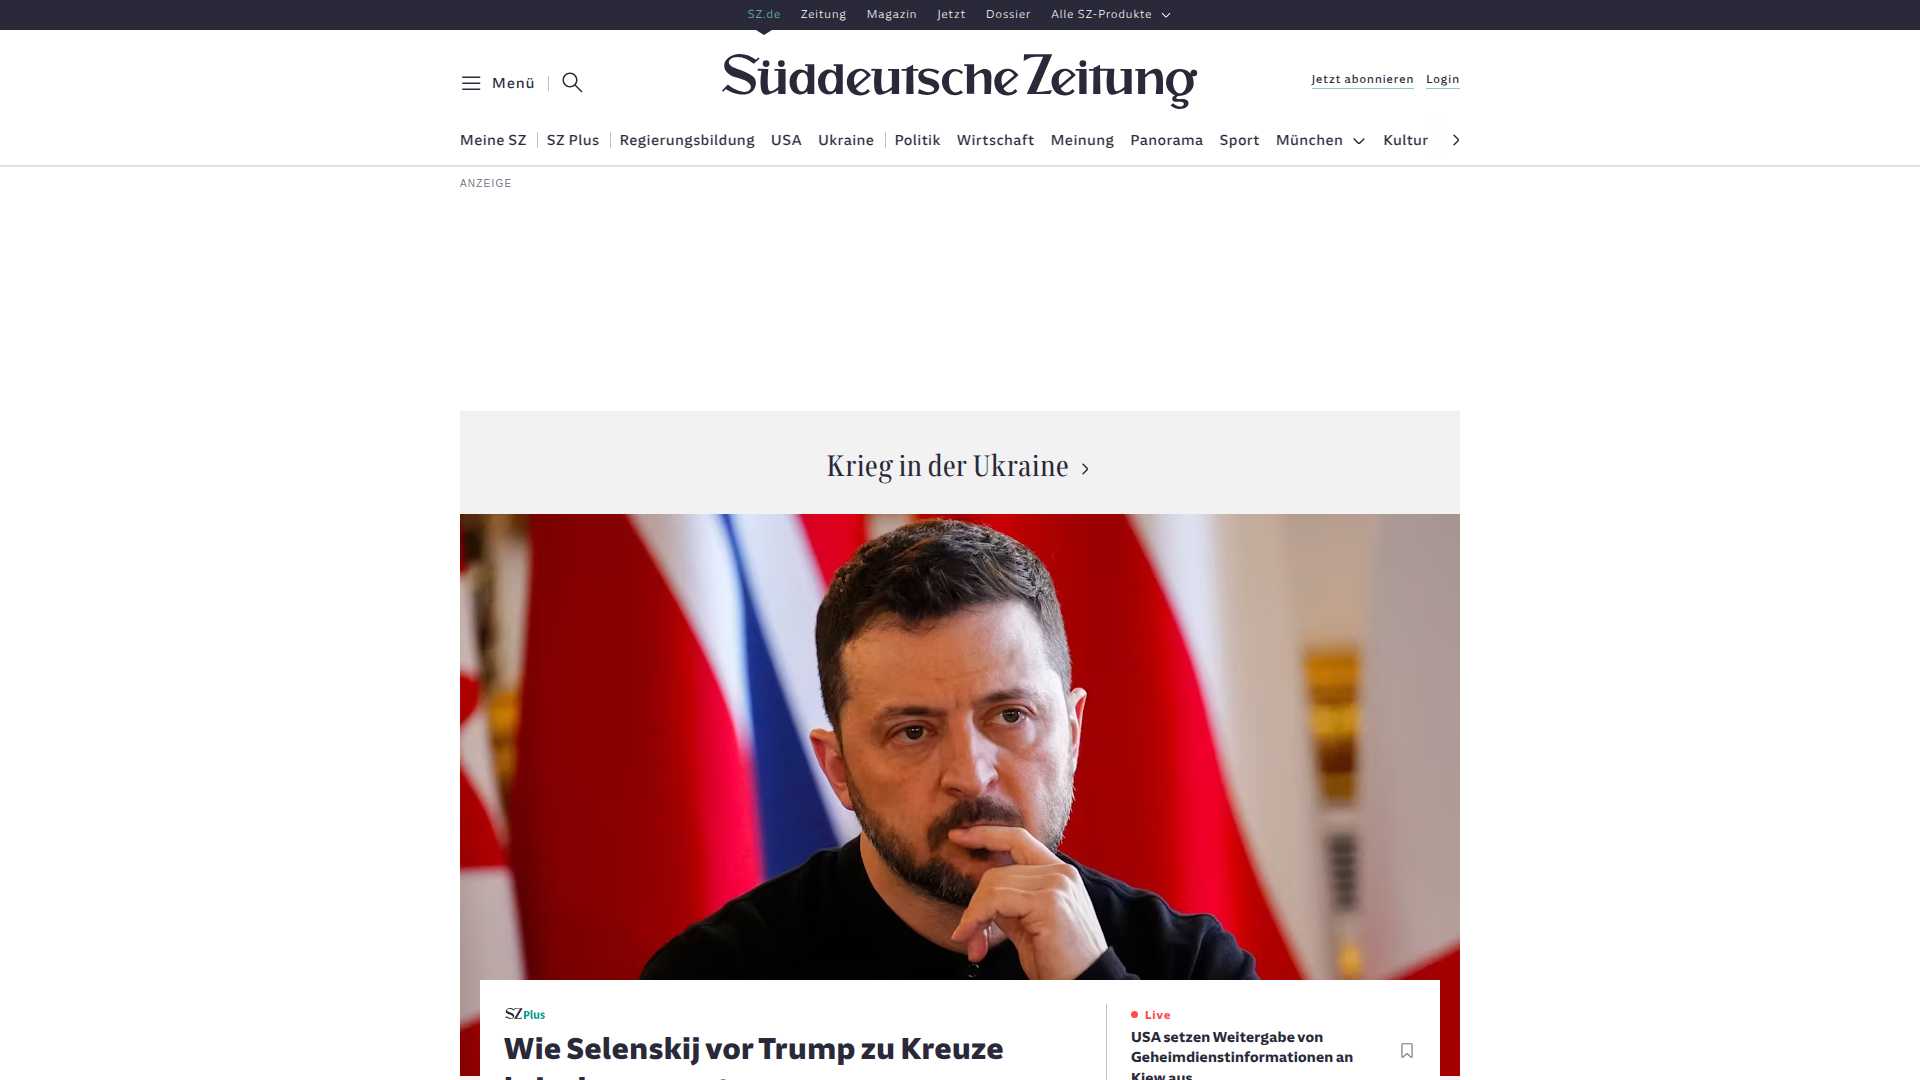 SZ.de Zeitung Magazin Jetzt Dossier Alle SZ-Produkte
Menü
Süddeutsche Zeitung
Jetzt abonnieren Login
Meine SZ SZ Plus Regierungsbildung USA Ukraine Politik Wirtschaft Meinung Panorama Sport München Kultur
ANZEIGE
Krieg in der Ukraine
SZ Plus
Wie Selenskij vor Trump zu Kreuze
Live
USA setzen Weitergabe von
Geheimdienstinformationen an
Kiew aus